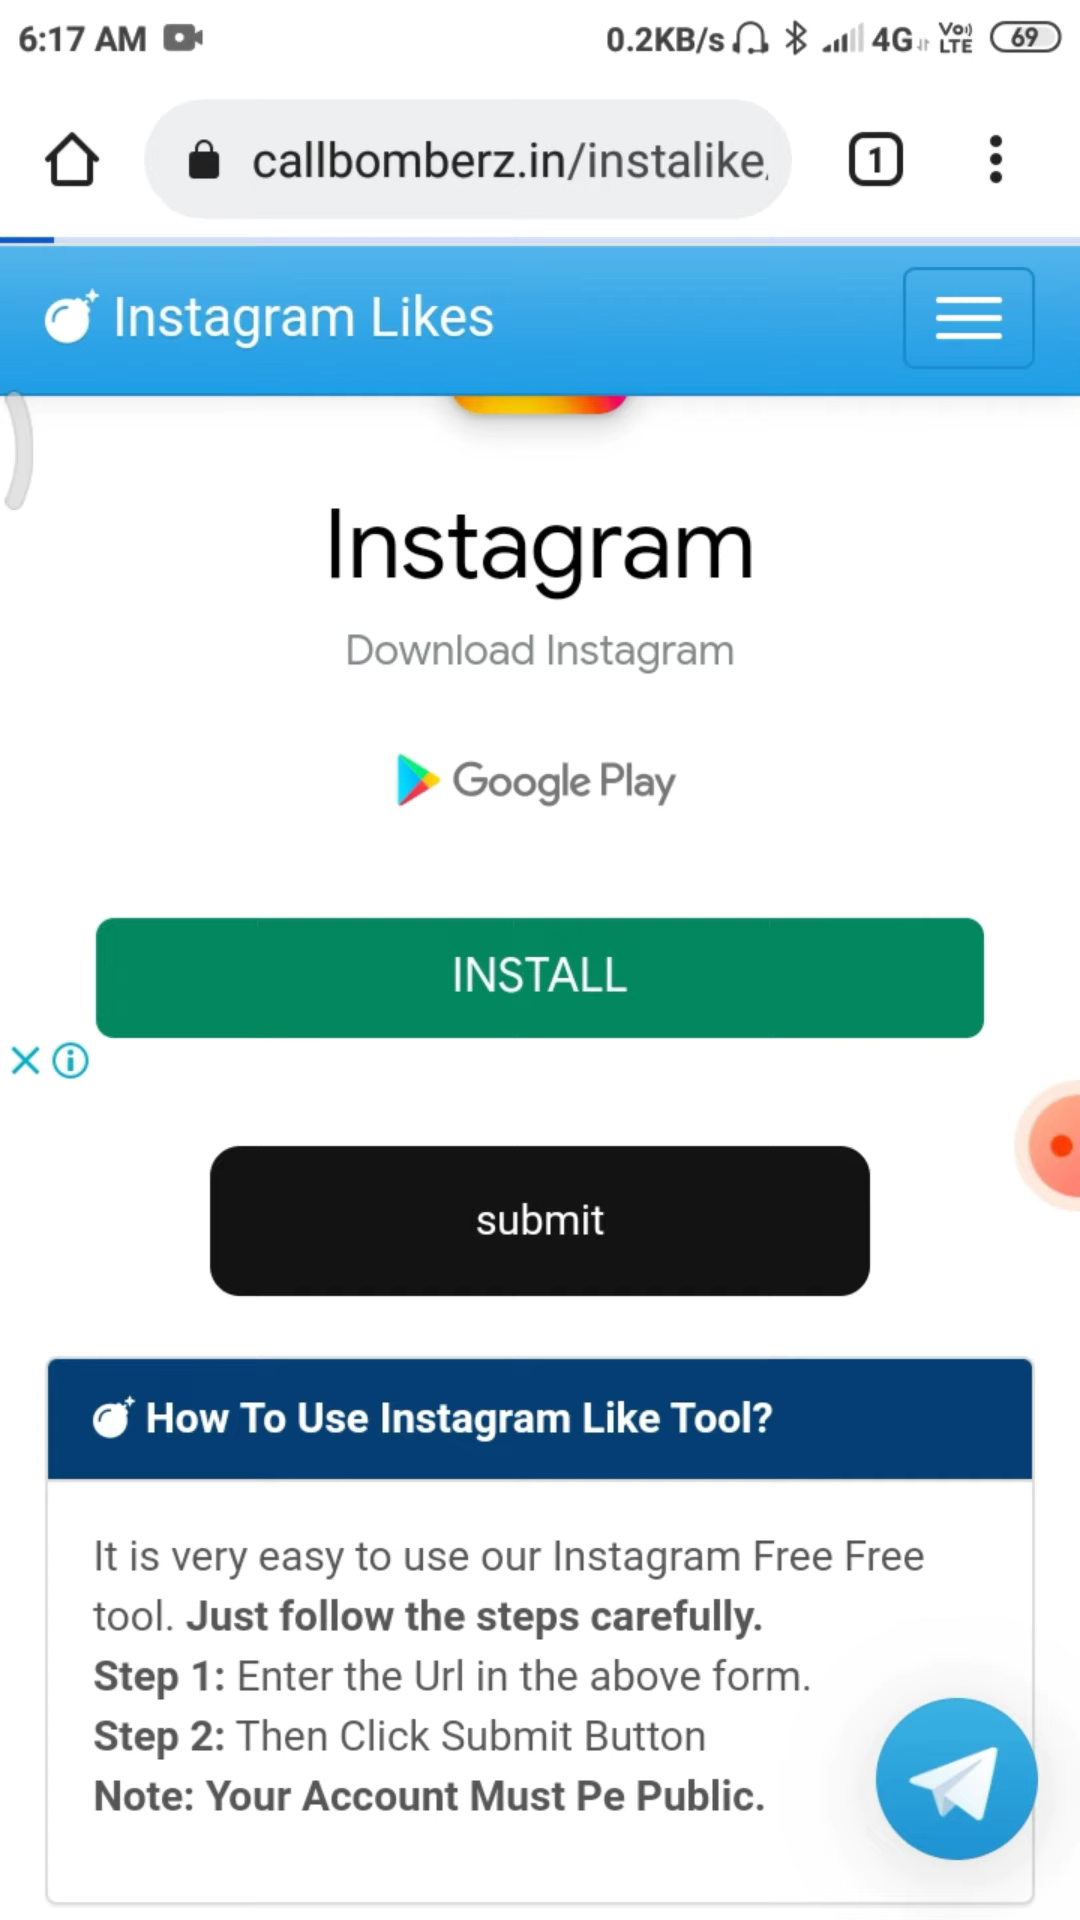 6:17 AM 0.2KB/s 4G Vo) LTE 69
callbomberz.in/instalike/ 1
Instagram Likes
Instagram
Download Instagram
Google Play
INSTALL
submit
How To Use Instagram Like Tool?
It is very easy to use our Instagram Free Free
tool. Just follow the steps carefully.
Step 1: Enter the Url in the above form.
Step 2: Then Click Submit Button
Note: Your Account Must Pe Public.